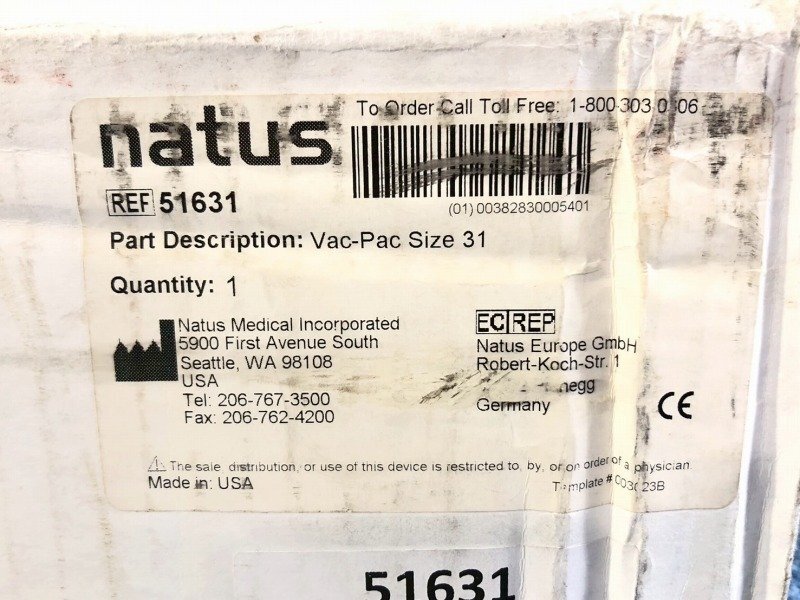 natus
To Order Call Toll Free: 1-800-303-0
(01) 00382830005401
REF 51631
Part Description: Vac-Pac Size 31
Quantity: 1
Natus Medical Incorporated
5900 First Avenue South
Seattle, WA 98108
USA
Tel: 206-767-3500
Fax: 206-762-4200
EC REP
Natus Europe GmbH
Robert-Koch-Str. 1
Germany
CE
The sale distribution, or use of this device is restricted to, by, or on order of a physician.
Made in: USA
Template #
51631